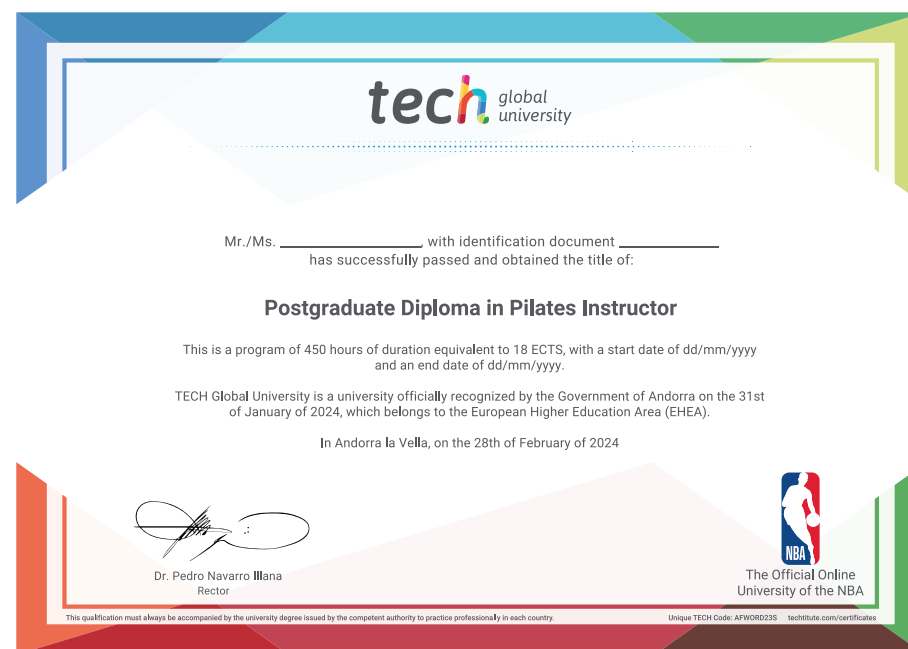 tech global
university
Mr./Ms. ____________________, with identification document ______________
has successfully passed and obtained the title of:
Postgraduate Diploma in Pilates Instructor
This is a program of 450 hours of duration equivalent to 18 ECTS, with a start date of dd/mm/yyyy
and an end date of dd/mm/yyyy.
TECH Global University is a university officially recognized by the Government of Andorra on the 31st
of January of 2024, which belongs to the European Higher Education Area (EHEA).
In Andorra la Vella, on the 28th of February of 2024
Dr. Pedro Navarro Illana
Rector
NBA
The Official Online
University of the NBA
This qualification must always be accompanied by the university degree issued by the competent authority to practice professionally in each country.
Unique TECH Code: AFWORD23S techtitute.com/certificates